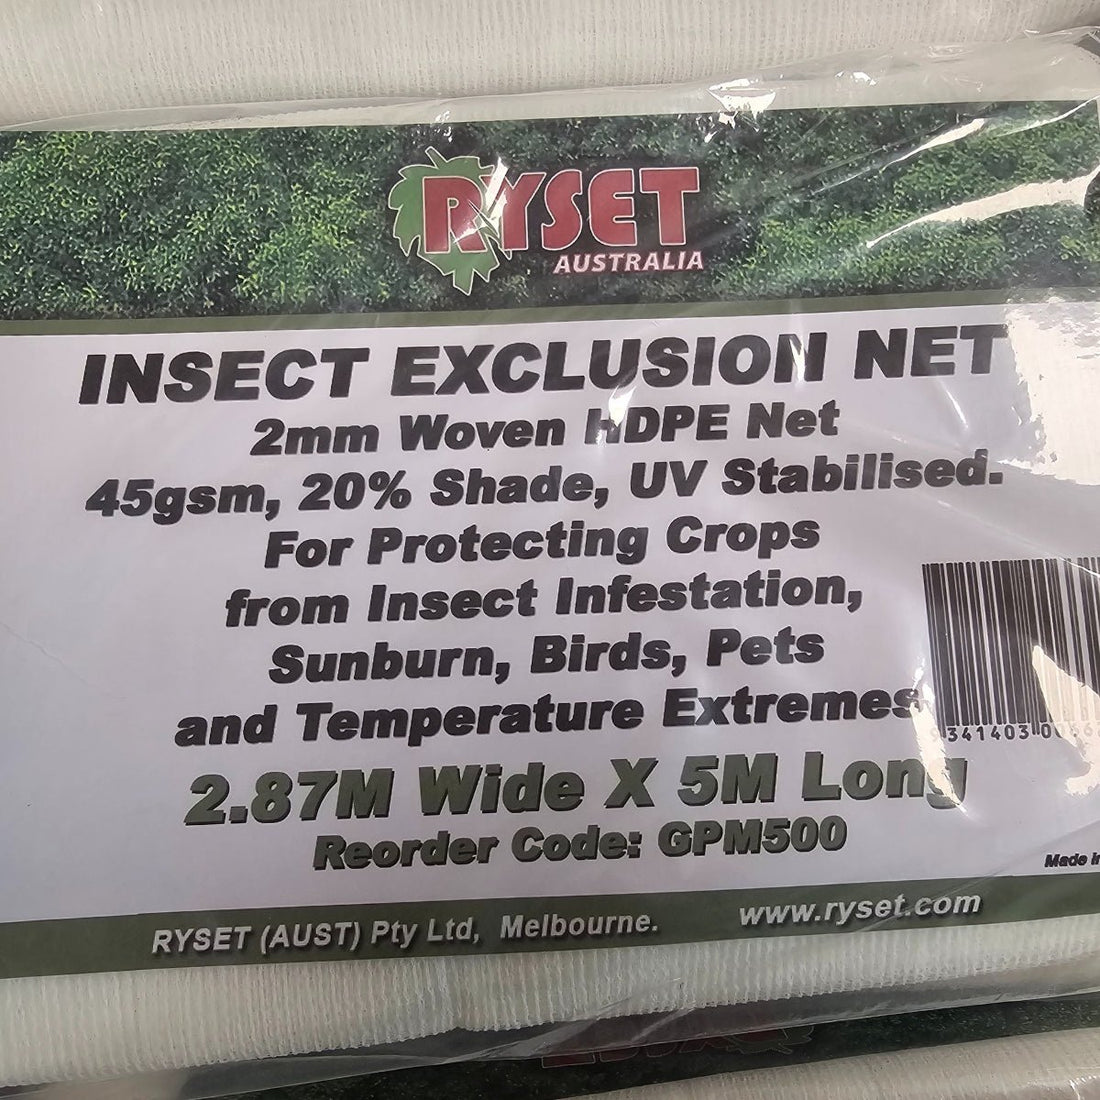 RYSET
AUSTRALIA
INSECT EXCLUSION NET
2mm Woven HDPE Net
45gsm, 20% Shade, UV Stabilised.
For Protecting Crops
from Insect Infestation,
Sunburn, Birds, Pets
and Temperature Extremes
2.87M Wide X 5M Long
Reorder Code: GPM500
Made in
RYSET (AUST) Pty Ltd, Melbourne.
www.ryset.com